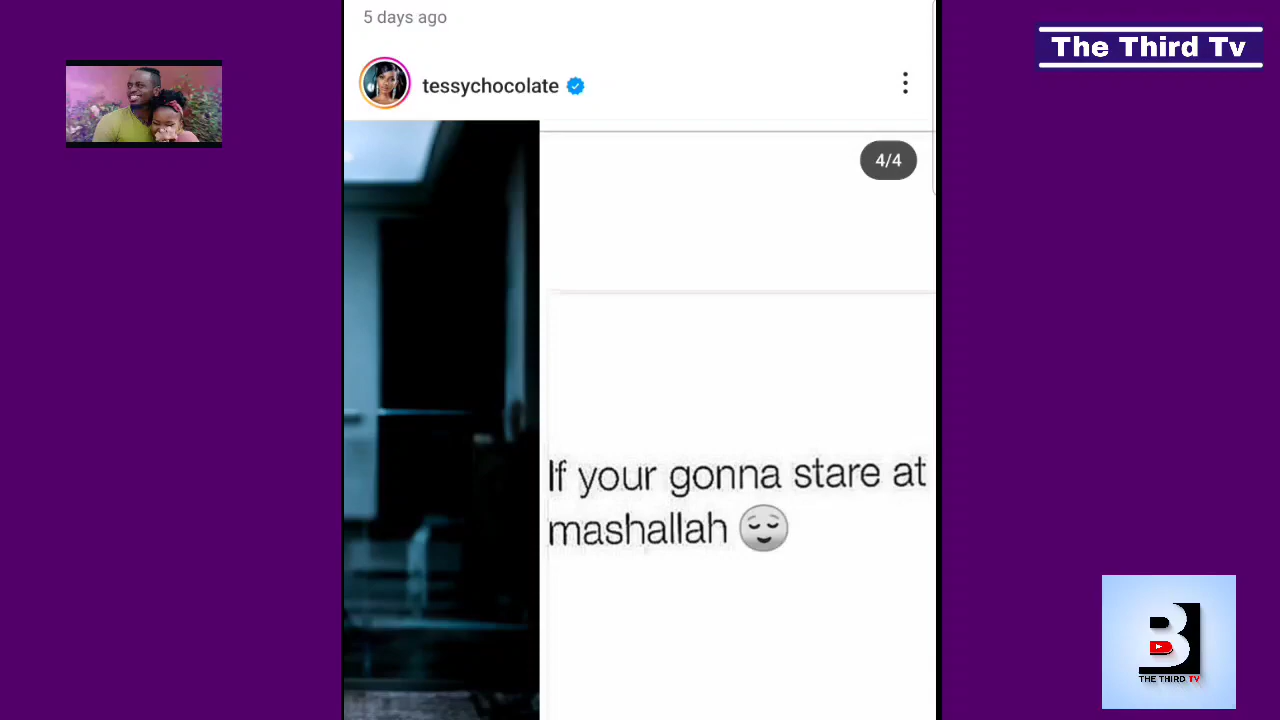 5 days ago
The Third Tv
tessychocolate
4/4
If your gonna stare at
mashallah 😌
THE THIRD TV